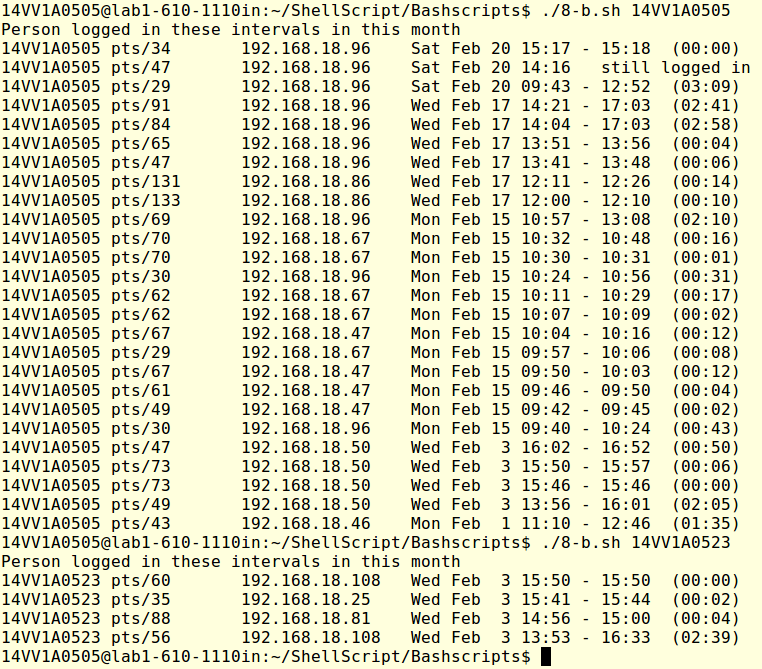 14VV1A0505@lab1-610-1110in:~/ShellScript/Bashscripts$ ./8-b.sh 14VV1A0505
Person logged in these intervals in this month
14VV1A0505 pts/34       192.168.18.96    Sat Feb 20 15:17 - 15:18  (00:00)
14VV1A0505 pts/47       192.168.18.96    Sat Feb 20 14:16   still logged in
14VV1A0505 pts/29       192.168.18.96    Sat Feb 20 09:43 - 12:52  (03:09)
14VV1A0505 pts/91       192.168.18.96    Wed Feb 17 14:21 - 17:03  (02:41)
14VV1A0505 pts/84       192.168.18.96    Wed Feb 17 14:04 - 17:03  (02:58)
14VV1A0505 pts/65       192.168.18.96    Wed Feb 17 13:51 - 13:56  (00:04)
14VV1A0505 pts/47       192.168.18.96    Wed Feb 17 13:41 - 13:48  (00:06)
14VV1A0505 pts/131      192.168.18.86    Wed Feb 17 12:11 - 12:26  (00:14)
14VV1A0505 pts/133      192.168.18.86    Wed Feb 17 12:00 - 12:10  (00:10)
14VV1A0505 pts/69       192.168.18.96    Mon Feb 15 10:57 - 13:08  (02:10)
14VV1A0505 pts/70       192.168.18.67    Mon Feb 15 10:32 - 10:48  (00:16)
14VV1A0505 pts/70       192.168.18.67    Mon Feb 15 10:30 - 10:31  (00:01)
14VV1A0505 pts/30       192.168.18.96    Mon Feb 15 10:24 - 10:56  (00:31)
14VV1A0505 pts/62       192.168.18.67    Mon Feb 15 10:11 - 10:29  (00:17)
14VV1A0505 pts/62       192.168.18.67    Mon Feb 15 10:07 - 10:09  (00:02)
14VV1A0505 pts/67       192.168.18.47    Mon Feb 15 10:04 - 10:16  (00:12)
14VV1A0505 pts/29       192.168.18.67    Mon Feb 15 09:57 - 10:06  (00:08)
14VV1A0505 pts/67       192.168.18.47    Mon Feb 15 09:50 - 10:03  (00:12)
14VV1A0505 pts/61       192.168.18.47    Mon Feb 15 09:46 - 09:50  (00:04)
14VV1A0505 pts/49       192.168.18.47    Mon Feb 15 09:42 - 09:45  (00:02)
14VV1A0505 pts/30       192.168.18.96    Mon Feb 15 09:40 - 10:24  (00:43)
14VV1A0505 pts/47       192.168.18.50    Wed Feb  3 16:02 - 16:52  (00:50)
14VV1A0505 pts/73       192.168.18.50    Wed Feb  3 15:50 - 15:57  (00:06)
14VV1A0505 pts/73       192.168.18.50    Wed Feb  3 15:46 - 15:46  (00:00)
14VV1A0505 pts/49       192.168.18.50    Wed Feb  3 13:56 - 16:01  (02:05)
14VV1A0505 pts/43       192.168.18.46    Mon Feb  1 11:10 - 12:46  (01:35)
14VV1A0505@lab1-610-1110in:~/ShellScript/Bashscripts$ ./8-b.sh 14VV1A0523
Person logged in these intervals in this month
14VV1A0523 pts/60       192.168.18.108   Wed Feb  3 15:50 - 15:50  (00:00)
14VV1A0523 pts/35       192.168.18.25    Wed Feb  3 15:41 - 15:44  (00:02)
14VV1A0523 pts/88       192.168.18.81    Wed Feb  3 14:56 - 15:00  (00:04)
14VV1A0523 pts/56       192.168.18.108   Wed Feb  3 13:53 - 16:33  (02:39)
14VV1A0505@lab1-610-1110in:~/ShellScript/Bashscripts$